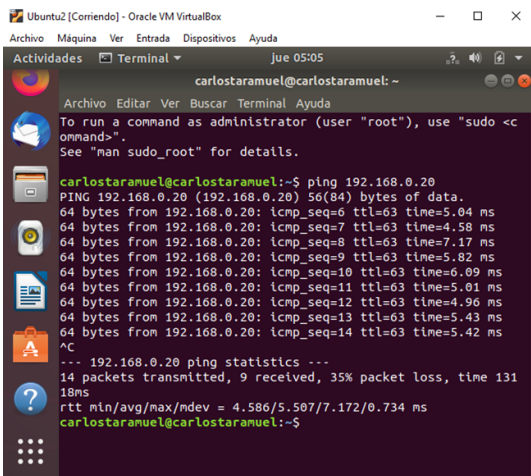 Ubuntu2 [Corriendo] - Oracle VM VirtualBox
Archivo Máquina Ver Entrada Dispositivos Ayuda
Actividades Terminal jue 05:05
carlostaramuel@carlostaramuel: ~
Archivo Editar Ver Buscar Terminal Ayuda
To run a command as administrator (user "root"), use "sudo <c
ommand>".
See "man sudo_root" for details.
carlostaramuel@carlostaramuel:~$ ping 192.168.0.20
PING 192.168.0.20 (192.168.0.20) 56(84) bytes of data.
64 bytes from 192.168.0.20: icmp_seq=6 ttl=63 time=5.04 ms
64 bytes from 192.168.0.20: icmp_seq=7 ttl=63 time=4.58 ms
64 bytes from 192.168.0.20: icmp_seq=8 ttl=63 time=7.17 ms
64 bytes from 192.168.0.20: icmp_seq=9 ttl=63 time=5.82 ms
64 bytes from 192.168.0.20: icmp_seq=10 ttl=63 time=6.09 ms
64 bytes from 192.168.0.20: icmp_seq=11 ttl=63 time=5.01 ms
64 bytes from 192.168.0.20: icmp_seq=12 ttl=63 time=4.96 ms
64 bytes from 192.168.0.20: icmp_seq=13 ttl=63 time=5.43 ms
64 bytes from 192.168.0.20: icmp_seq=14 ttl=63 time=5.42 ms
^C
--- 192.168.0.20 ping statistics ---
14 packets transmitted, 9 received, 35% packet loss, time 131
18ms
rtt min/avg/max/mdev = 4.586/5.507/7.172/0.734 ms
carlostaramuel@carlostaramuel:~$